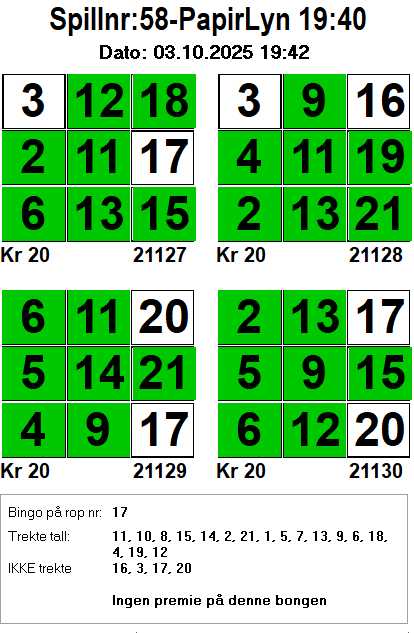 Spillnr:58-PapirLyn 19:40
Dato: 03.10.2025 19:42
3 12 18
2 11 17
6 13 15
Kr 20 21127
3 9 16
4 11 19
2 13 21
Kr 20 21128
6 11 20
5 14 21
4 9 17
Kr 20 21129
2 13 17
5 9 15
6 12 20
Kr 20 21130
Bingo på rop nr: 17
Trekte tall: 11, 10, 8, 15, 14, 2, 21, 1, 5, 7, 13, 9, 6, 18,
4, 19, 12
IKKE trekte 16, 3, 17, 20
Ingen premie på denne bongen